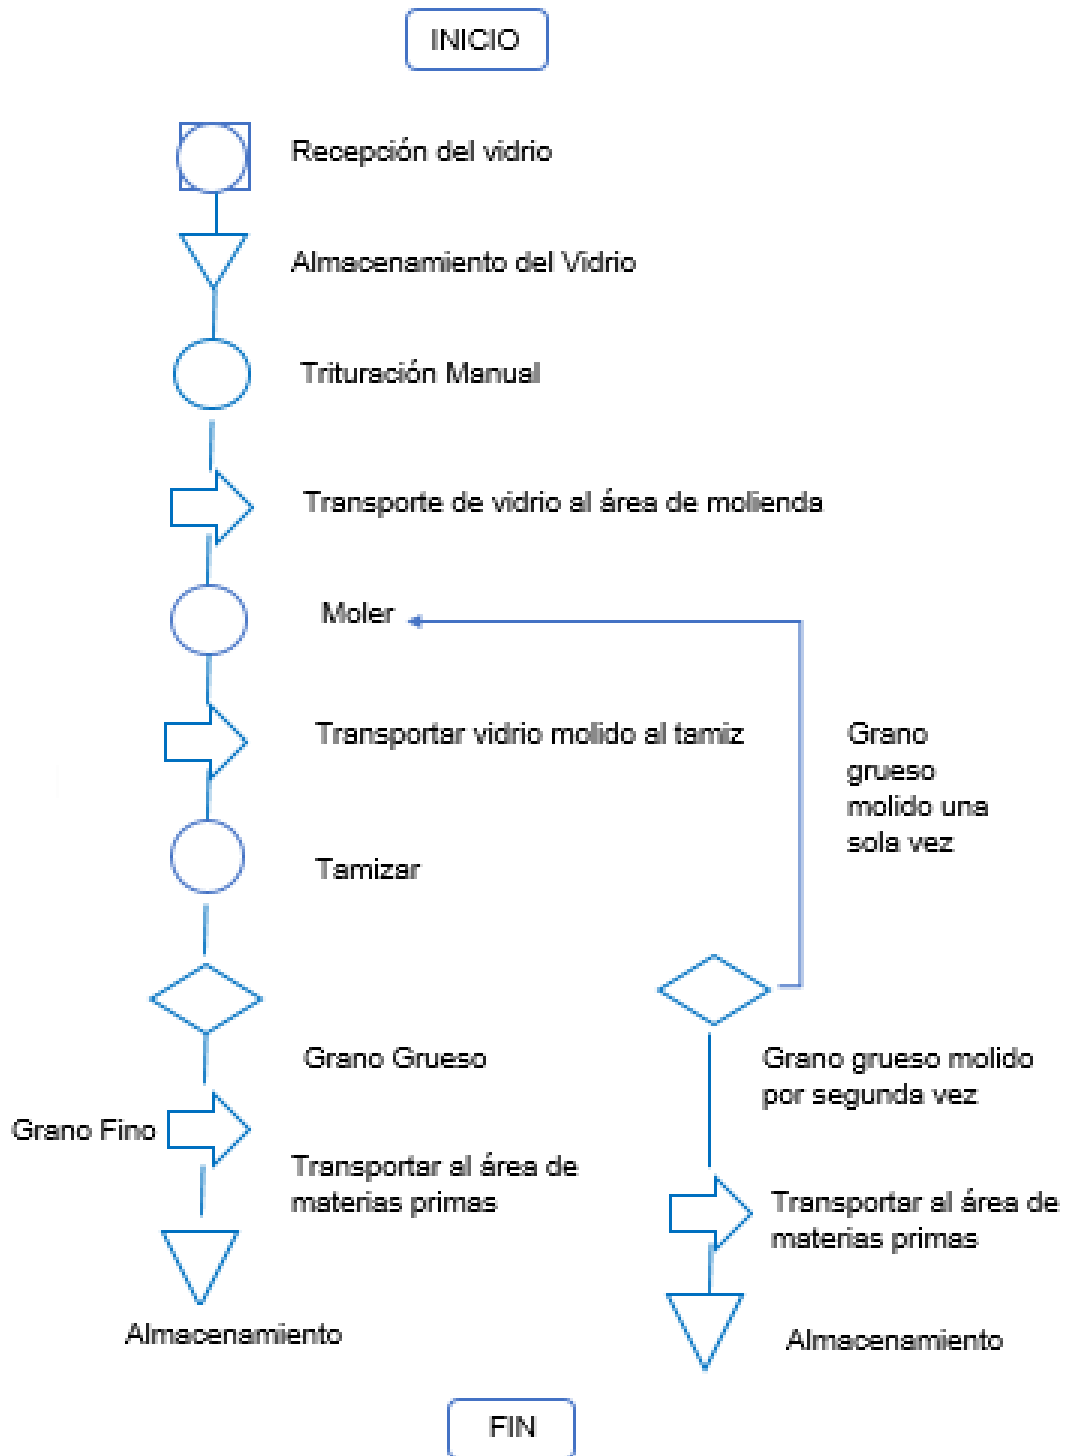 INICIO
Recepción del vidrio
Almacenamiento del Vidrio
Trituración Manual
Transporte de vidrio al área de molienda
Moler
Transportar vidrio molido al tamiz
Grano
grueso
molido una
sola vez
Tamizar
Grano Grueso
Grano Fino
Transportar al área de
materias primas
Almacenamiento
Grano grueso molido
por segunda vez
Transportar al área de
materias primas
Almacenamiento
FIN